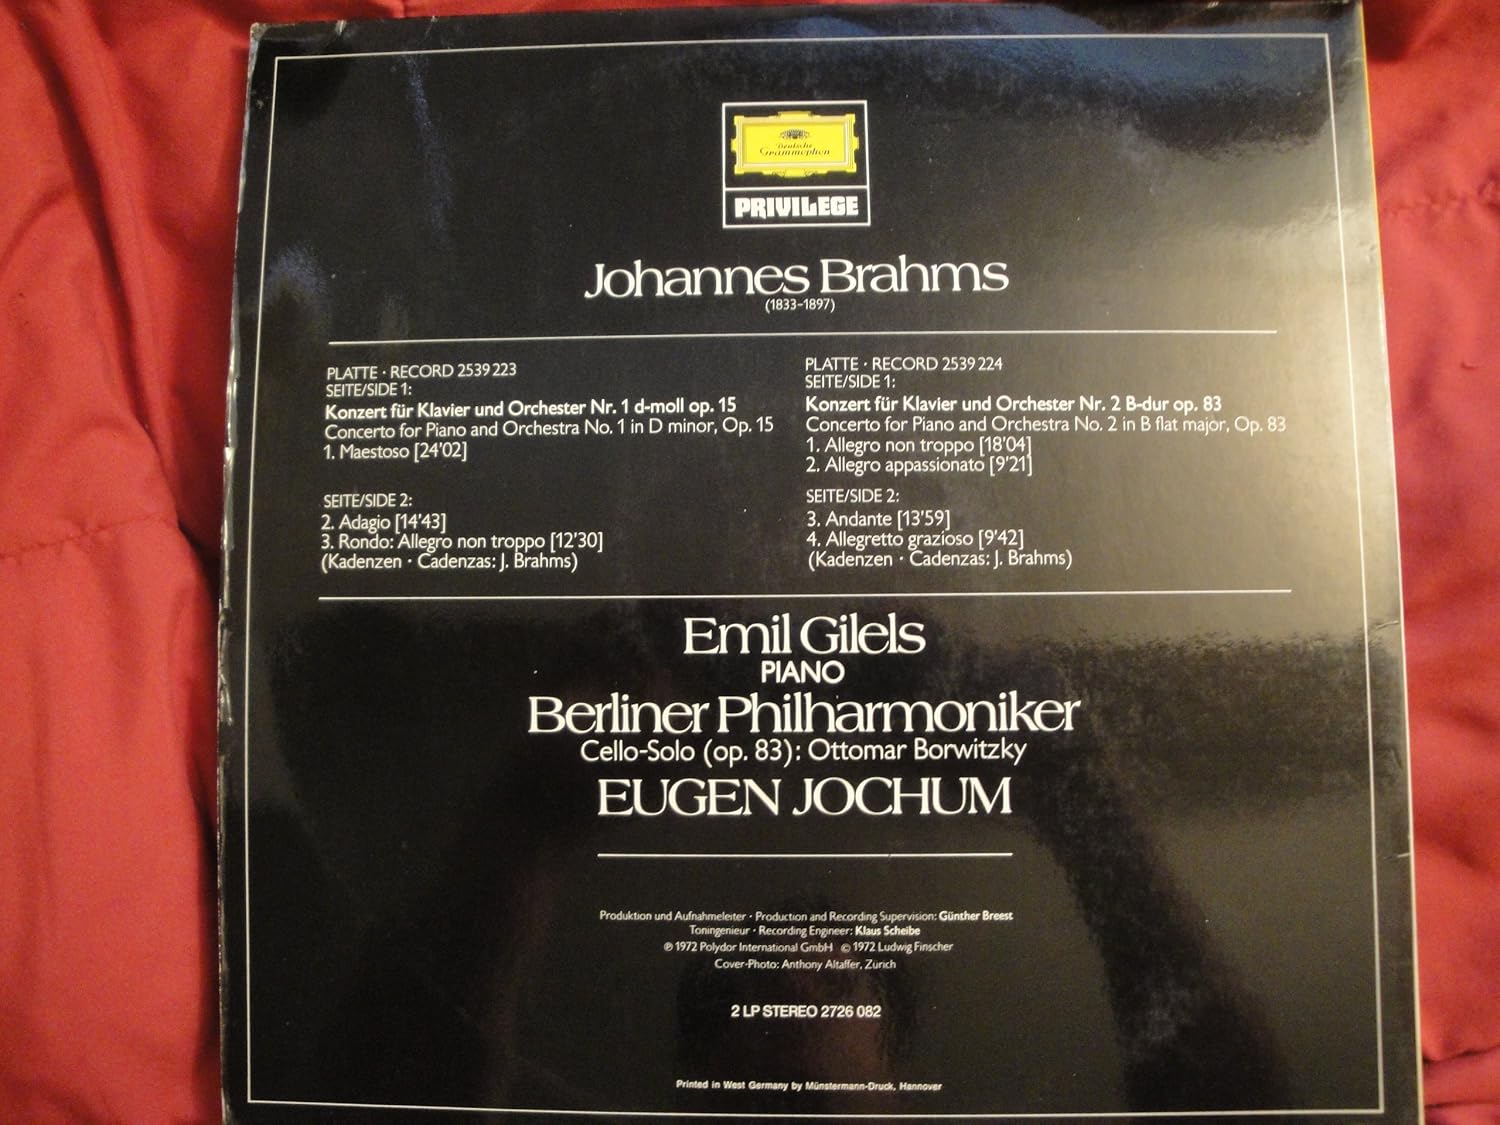 Deutsche
Grammophon
PRIVILEGE
Johannes Brahms
(1833-1897)
PLATTE · RECORD 2539 223
SEITE/SIDE 1:
Konzert für Klavier und Orchester Nr. 1 d-moll op. 15
Concerto for Piano and Orchestra No. 1 in D minor, Op. 15
1. Maestoso [24'02]
SEITE/SIDE 2:
2. Adagio [14'43]
3. Rondo: Allegro non troppo [12'30]
(Kadenzen · Cadenzas: J. Brahms)
PLATTE · RECORD 2539 224
SEITE/SIDE 1:
Konzert für Klavier und Orchester Nr. 2 B-dur op. 83
Concerto for Piano and Orchestra No. 2 in B flat major, Op. 83
1. Allegro non troppo [18'04]
2. Allegro appassionato [9'21]
SEITE/SIDE 2:
3. Andante [13'59]
4. Allegretto grazioso [9'42]
(Kadenzen · Cadenzas: J. Brahms)
Emil Gilels
PIANO
Berliner Philharmoniker
Cello-Solo (op. 83): Ottomar Borwitzky
EUGEN JOCHUM
Produktion und Aufnahmeleiter · Production and Recording Supervision: Günther Breest
Toningenieur · Recording Engineer: Klaus Scheibe
℗ 1972 Polydor International GmbH © 1972 Ludwig Finscher
Cover-Photo: Anthony Altaffer, Zürich
2 LP STEREO 2726 082
Printed in West Germany by Münstermann-Druck, Hannover